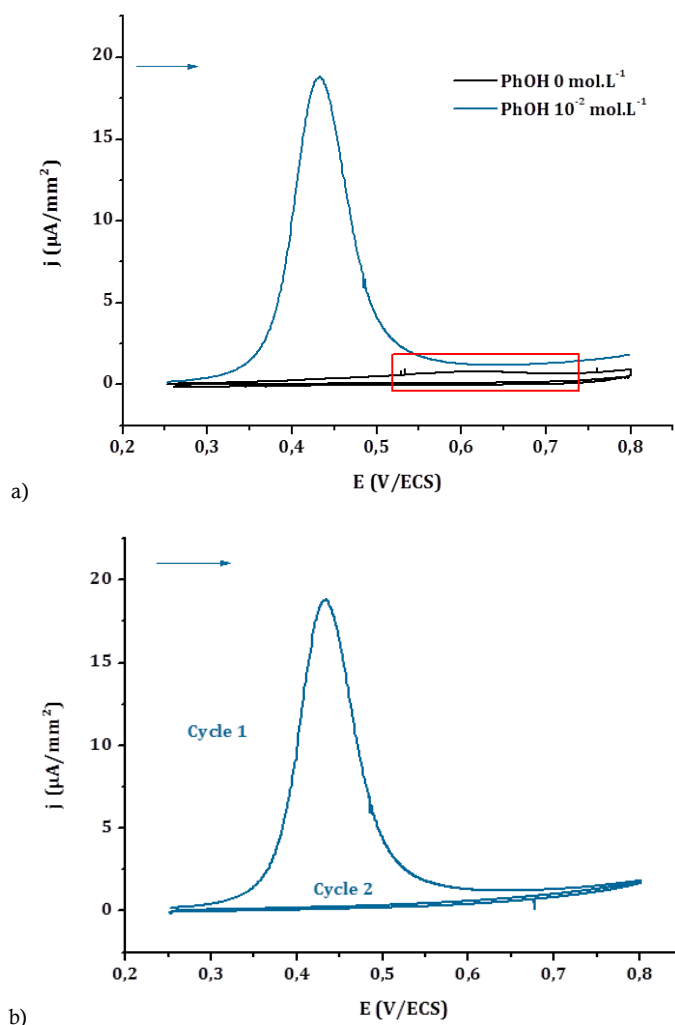 20
PhOH 0 mol.L⁻¹
PhOH 10⁻² mol.L⁻¹
15
10
5
0
j (µA/mm²)
0,2 0,3 0,4 0,5 0,6 0,7 0,8
E (V/ECS)
a)
20
15
Cycle 1
10
5
Cycle 2
0
j (µA/mm²)
0,2 0,3 0,4 0,5 0,6 0,7 0,8
E (V/ECS)
b)